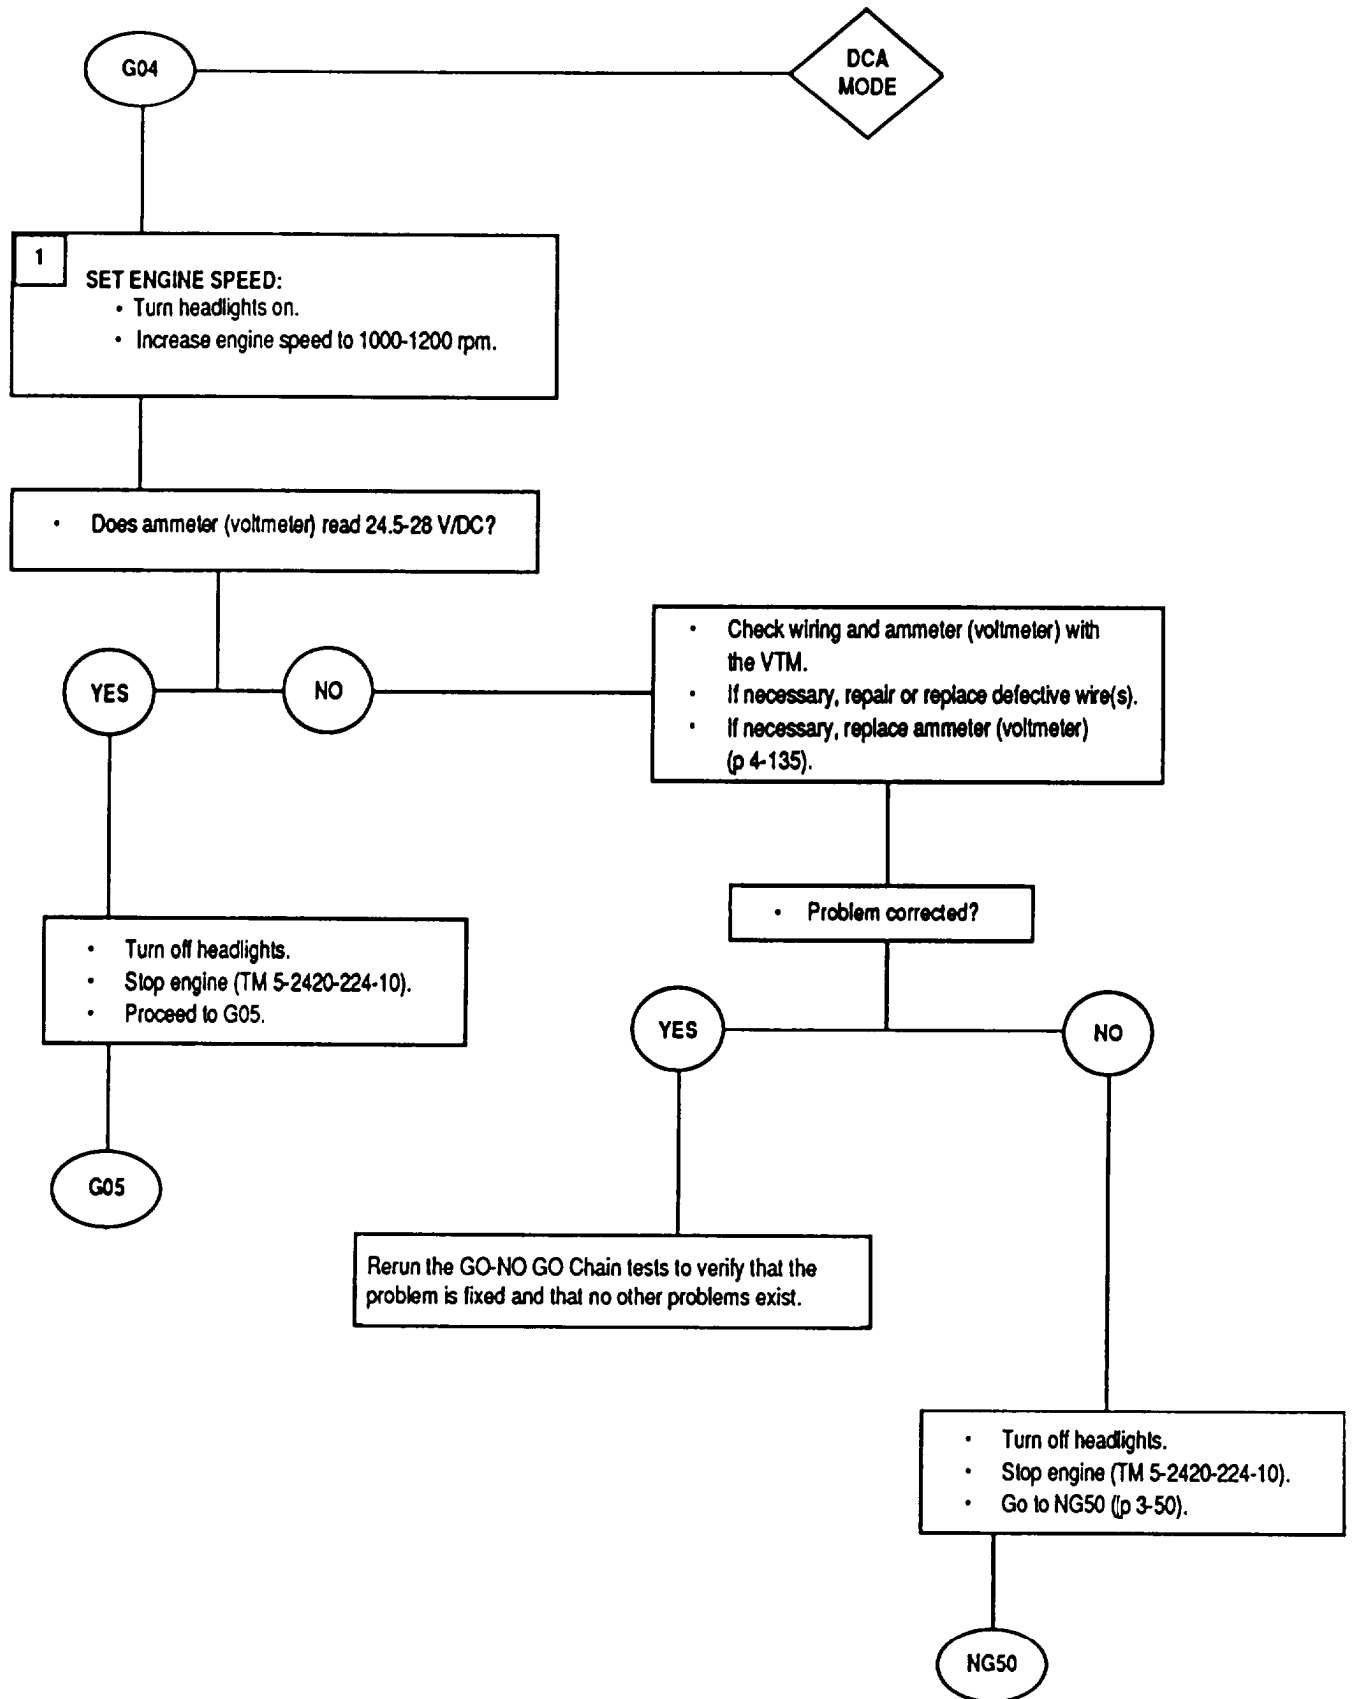 G04
DCA
MODE
1
SET ENGINE SPEED:
• Turn headlights on.
• Increase engine speed to 1000-1200 rpm.
• Does ammeter (voltmeter) read 24.5-28 V/DC?
YES
NO
• Check wiring and ammeter (voltmeter) with
the VTM.
• If necessary, repair or replace defective wire(s).
• If necessary, replace ammeter (voltmeter)
(p 4-135).
• Turn off headlights.
• Stop engine (TM 5-2420-224-10).
• Proceed to G05.
• Problem corrected?
YES
NO
G05
Rerun the GO-NO GO Chain tests to verify that the
problem is fixed and that no other problems exist.
• Turn off headlights.
• Stop engine (TM 5-2420-224-10).
• Go to NG50 ((p 3-50).
NG50